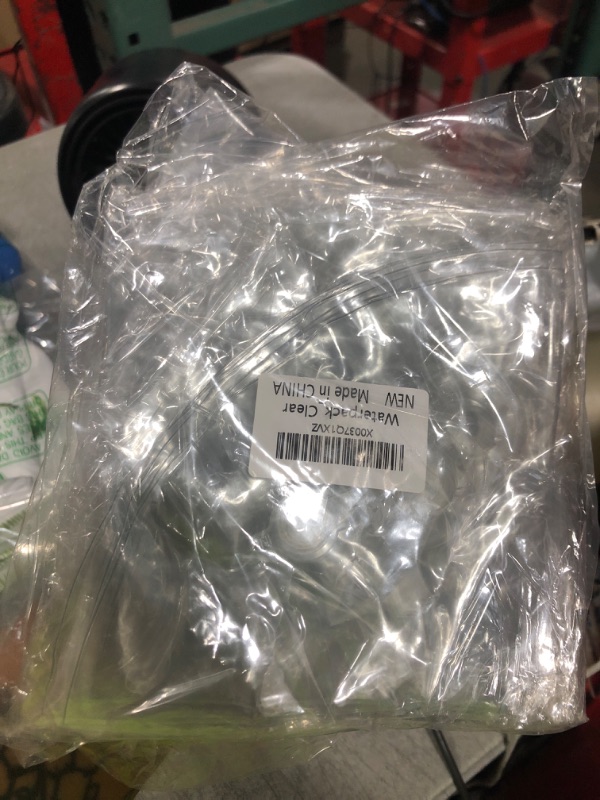 X0037Q1XVZ
Waterpack Clear
NEW Made in CHINA